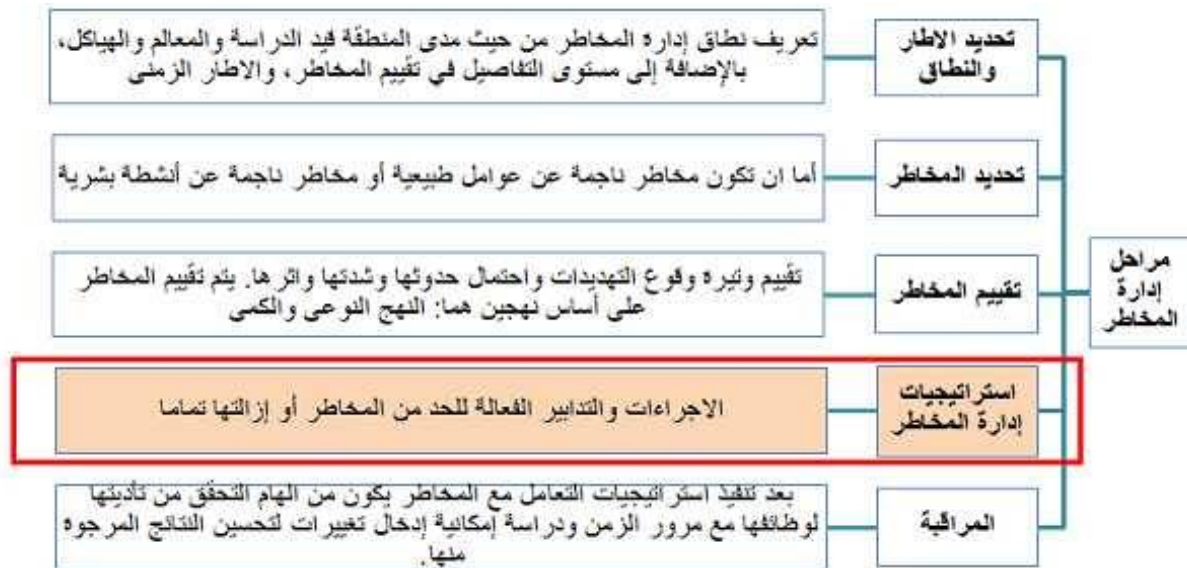 مراحل
إدارة
المخاطر
تحديد الاطار
والنطاق
تعريف نطاق إداره المخاطر من حيث مدى المنطقة قيد الدراسة والمعالم والهياكل،
بالإضافة إلى مستوى التفاصيل في تقييم المخاطر، والاطار الزمنى
تحديد المخاطر
أما ان تكون مخاطر ناجمة عن عوامل طبيعية أو مخاطر ناجمة عن أنشطة بشرية
تقييم المخاطر
تقييم وتيره وقوع التهديدات واحتمال حدوثها وشدتها واثرها. يتم تقييم المخاطر
على أساس نهجين هما: النهج النوعى والكمى
استراتيجيات
إدارة المخاطر
الاجراءات والتدابير الفعالة للحد من المخاطر أو إزالتها تماما
المراقبة
بعد تنفيذ استراتيجيات التعامل مع المخاطر يكون من الهام التحقق من تأديتها
لوظائفها مع مرور الزمن ودراسة إمكانية إدخال تغييرات لتحسين النتائج المرجوه
منها.